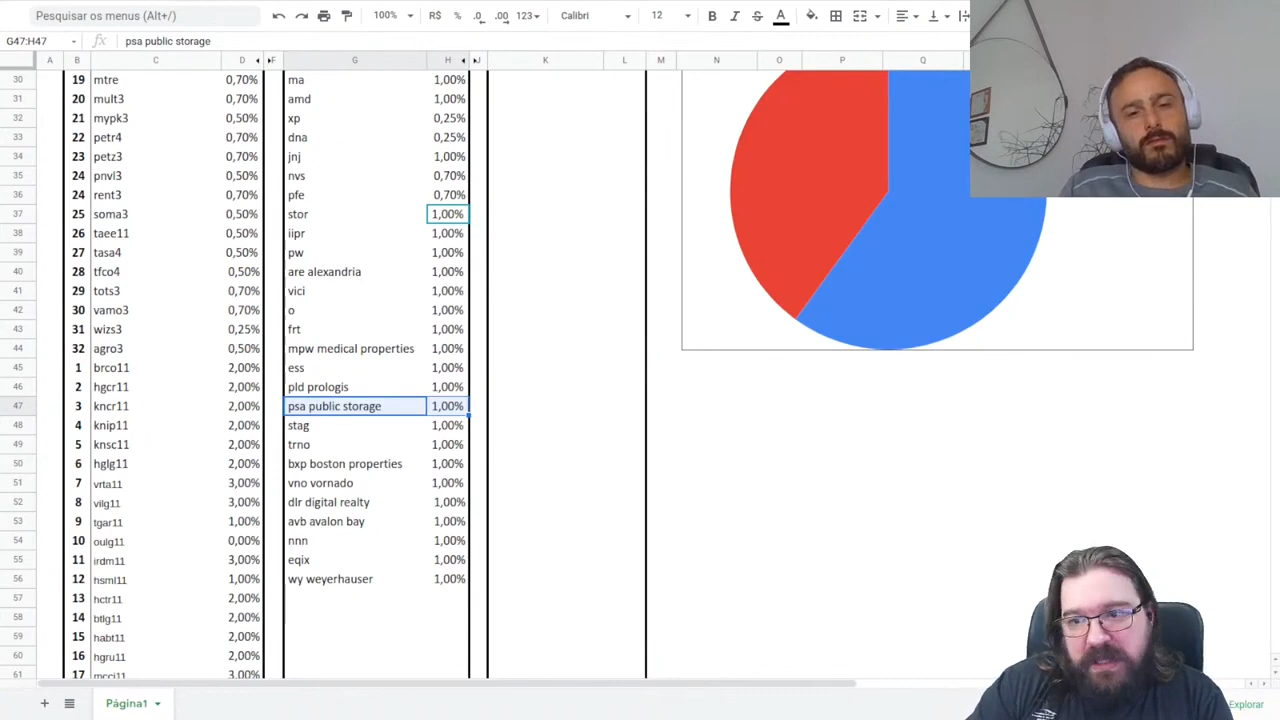 Pesquisar os menus (Alt+/)
100%
R$ % .0 .00 123
Calibri
12
B I S A
G47:H47
fx psa public storage
A B C D F G H J K L M N O P Q
30 19 mtre 0,70% ma 1,00%
31 20 mult3 0,70% amd 1,00%
32 21 mypk3 0,50% xp 0,25%
33 22 petr4 0,70% dna 0,25%
34 23 petz3 0,70% jnj 1,00%
35 24 pnvl3 0,50% nvs 0,70%
36 24 rent3 0,70% pfe 0,70%
37 25 soma3 0,50% stor 1,00%
38 26 taee11 0,50% iipr 1,00%
39 27 tasa4 0,50% pw 1,00%
40 28 tfco4 0,50% are alexandria 1,00%
41 29 tots3 0,70% vici 1,00%
42 30 vamo3 0,70% o 1,00%
43 31 wizs3 0,25% frt 1,00%
44 32 agro3 0,50% mpw medical properties 1,00%
45 1 brco11 2,00% ess 1,00%
46 2 hgcr11 2,00% pld prologis 1,00%
47 3 kncr11 2,00% psa public storage 1,00%
48 4 knip11 2,00% stag 1,00%
49 5 knsc11 2,00% trno 1,00%
50 6 hglg11 2,00% bxp boston properties 1,00%
51 7 vrta11 3,00% vno vornado 1,00%
52 8 vilg11 3,00% dlr digital realty 1,00%
53 9 tgar11 1,00% avb avalon bay 1,00%
54 10 oulg11 0,00% nnn 1,00%
55 11 irdm11 3,00% eqix 1,00%
56 12 hsml11 1,00% wy weyerhauser 1,00%
57 13 hctr11 2,00%
58 14 btlg11 2,00%
59 15 habt11 2,00%
60 16 hgru11 2,00%
61 17 mcci11 3,00%
Página1
Explorar